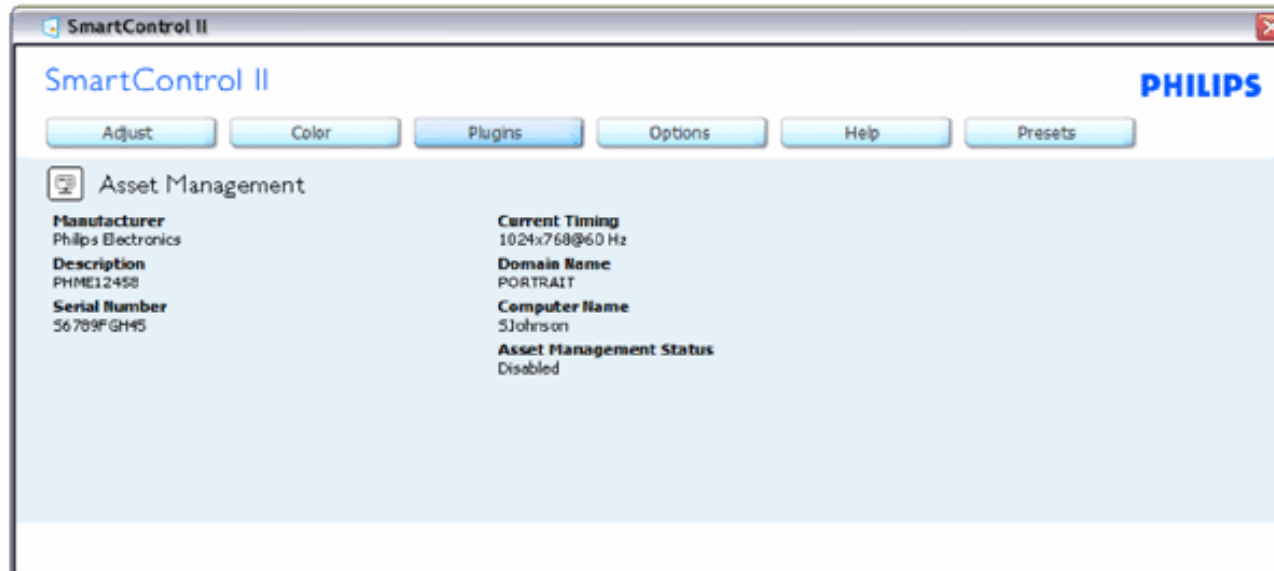 SmartControl II
SmartControl II
PHILIPS
Adjust Color Plugins Options Help Presets
Asset Management
Manufacturer
Philips Electronics
Description
PHME12458
Serial Number
56789FGH45
Current Timing
1024x768@60 Hz
Domain Name
PORTRAIT
Computer Name
SJohnson
Asset Management Status
Disabled